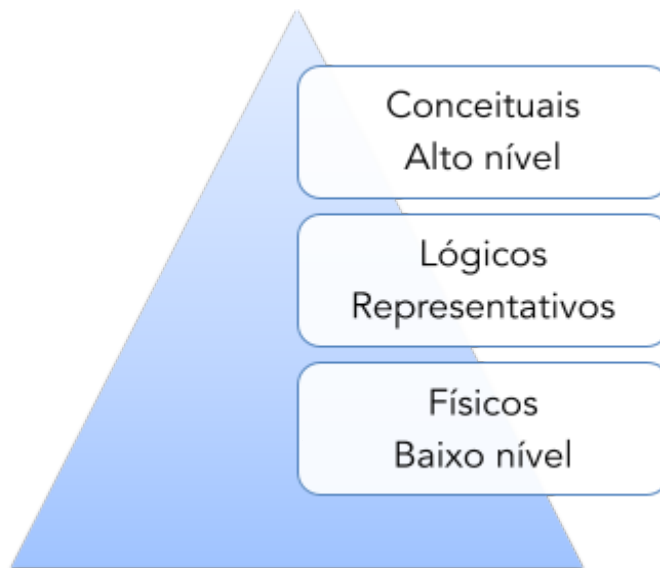 Conceituais
Alto nível
Lógicos
Representativos
Físicos
Baixo nível